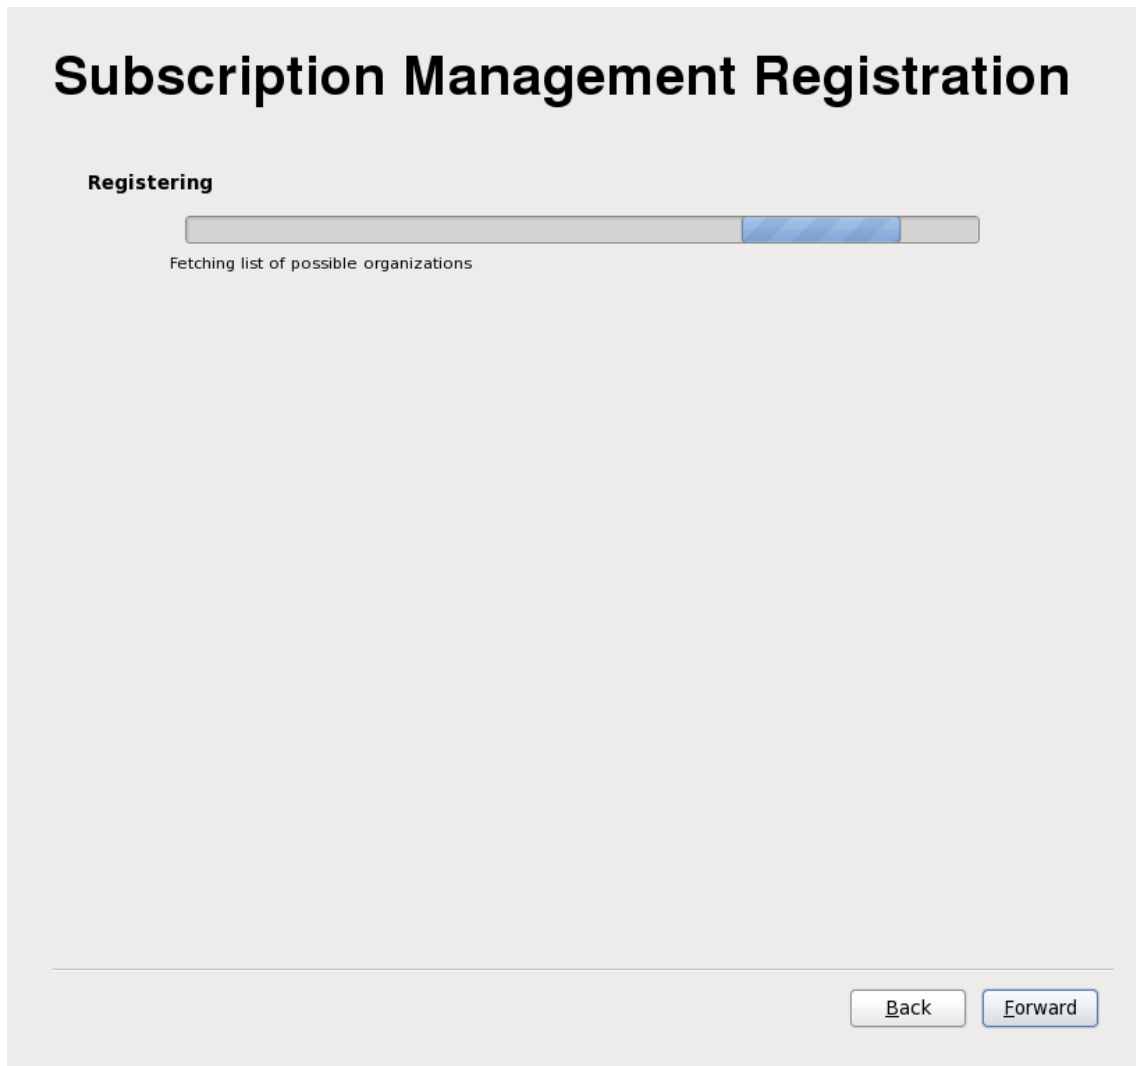 Subscription Management Registration
Registering
Fetching list of possible organizations
Back Forward